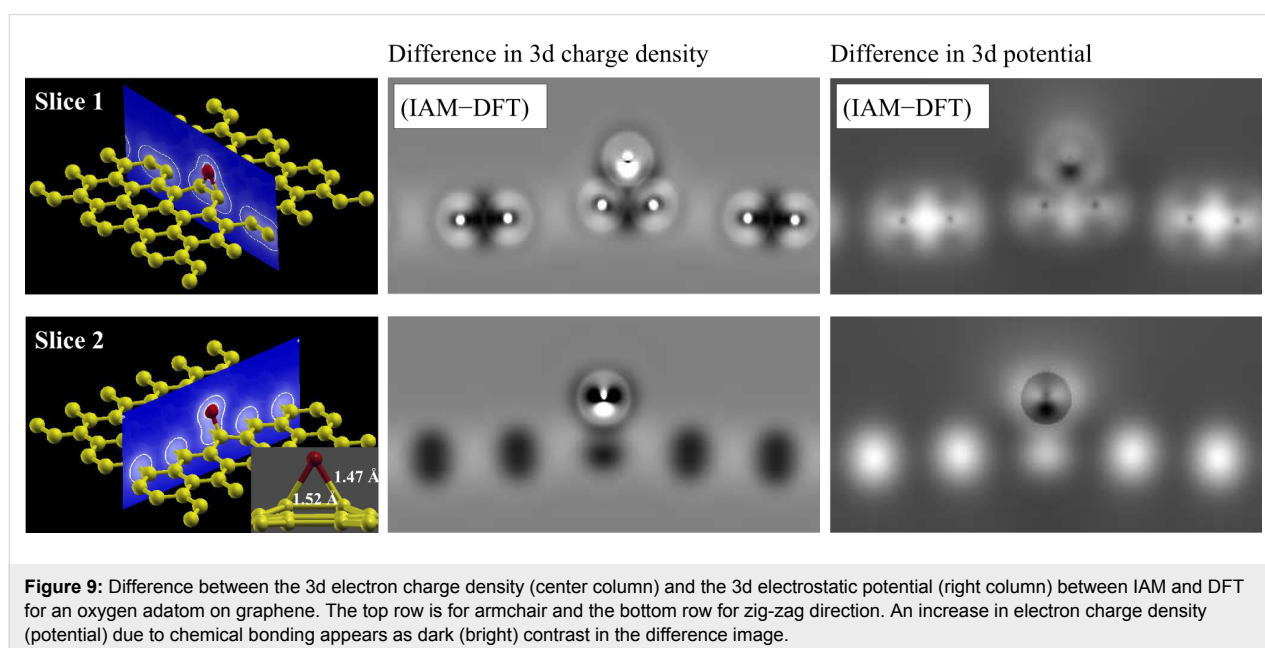 Difference in 3d charge density
Difference in 3d potential
Slice 1
(IAM−DFT)
(IAM−DFT)
Slice 2
1.47 Å
1.52 Å
Figure 9: Difference between the 3d electron charge density (center column) and the 3d electrostatic potential (right column) between IAM and DFT
for an oxygen adatom on graphene. The top row is for armchair and the bottom row for zig-zag direction. An increase in electron charge density
(potential) due to chemical bonding appears as dark (bright) contrast in the difference image.